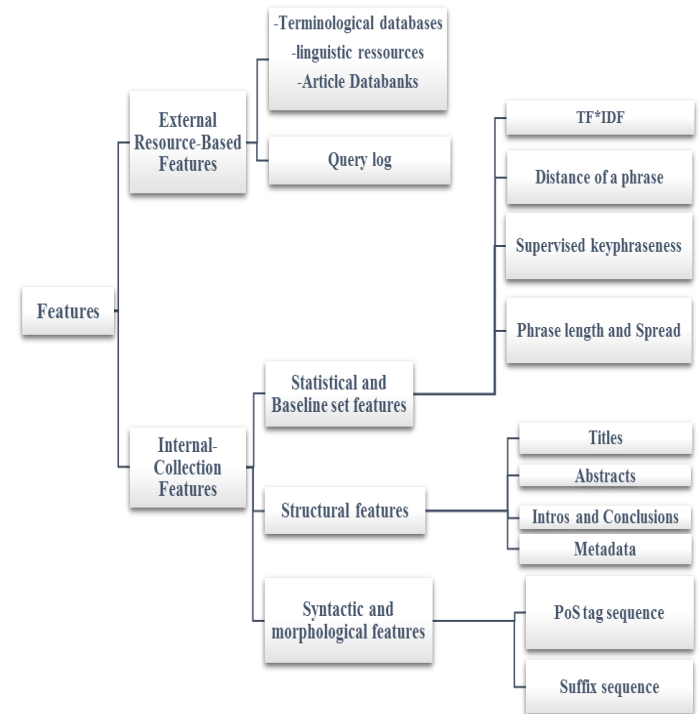 -Terminological databases
-linguistic ressources
-Article Databanks
External
Resource-Based
Features
Query log
TF*IDF
Distance of a phrase
Supervised keyphraseness
Features
Phrase length and Spread
Statistical and
Baseline set features
Internal-
Collection
Features
Titles
Abstracts
Structural features
Intros and Conclusions
Metadata
Syntactic and
morphological features
PoS tag sequence
Suffix sequence